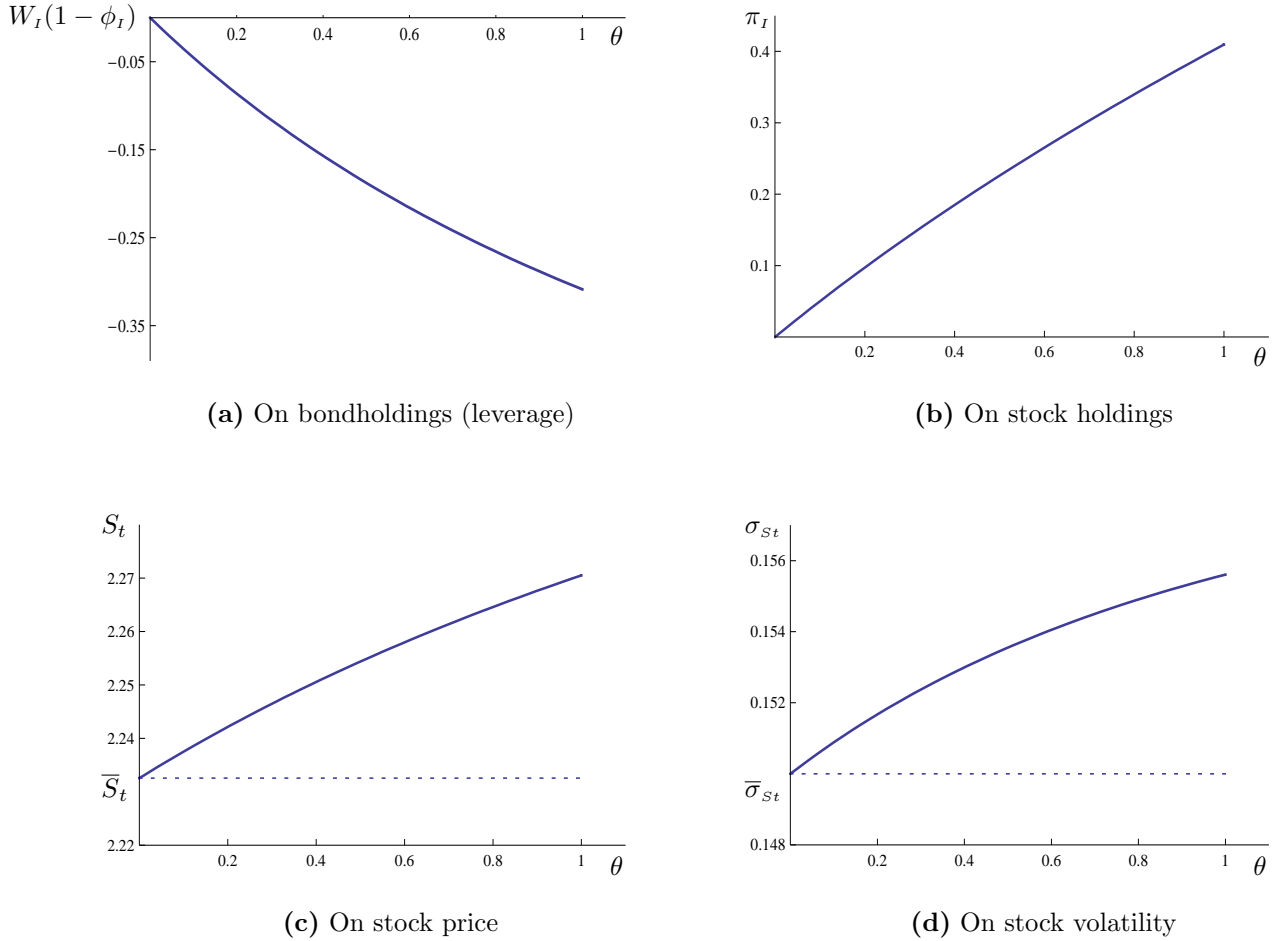 W_I(1 − ϕ_I)
0.2 0.4 0.6 0.8 1 θ
−0.05
−0.15
−0.25
−0.35
(a) On bondholdings (leverage)
π_I
0.4
0.3
0.2
0.1
0.2 0.4 0.6 0.8 1 θ
(b) On stock holdings
S_t
2.27
2.26
2.25
2.24
S̅_t
2.22
0.2 0.4 0.6 0.8 1 θ
(c) On stock price
σ_St
0.156
0.154
0.152
σ̅_St
0.148
0.2 0.4 0.6 0.8 1 θ
(d) On stock volatility